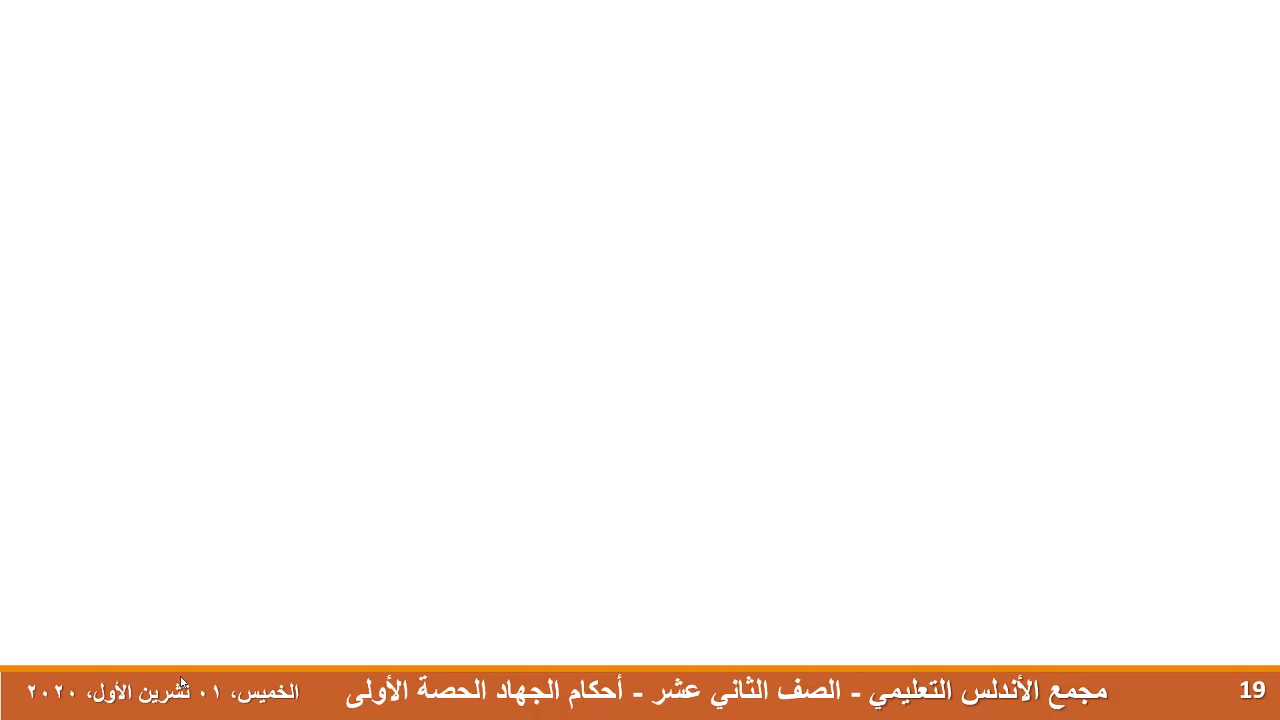 19 مجمع الأندلس التعليمي - الصف الثاني عشر - أحكام الجهاد الحصة الأولى الخميس، ٠١ تشرين الأول، ٢٠٢٠